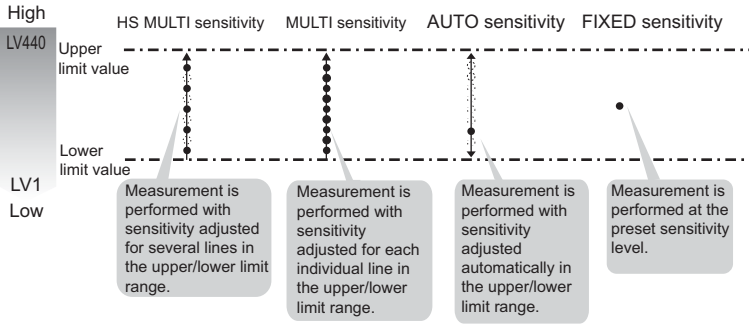 High
LV440
Upper
limit value
Lower
limit value
LV1
Low
HS MULTI sensitivity
MULTI sensitivity
AUTO sensitivity
FIXED sensitivity
Measurement is
performed with
sensitivity adjusted
for several lines in
the upper/lower limit
range.
Measurement is
performed with
sensitivity
adjusted for each
individual line in
the upper/lower
limit range.
Measurement is
performed with
sensitivity
adjusted
automatically in
the upper/lower
limit range.
Measurement is
performed at the
preset sensitivity
level.